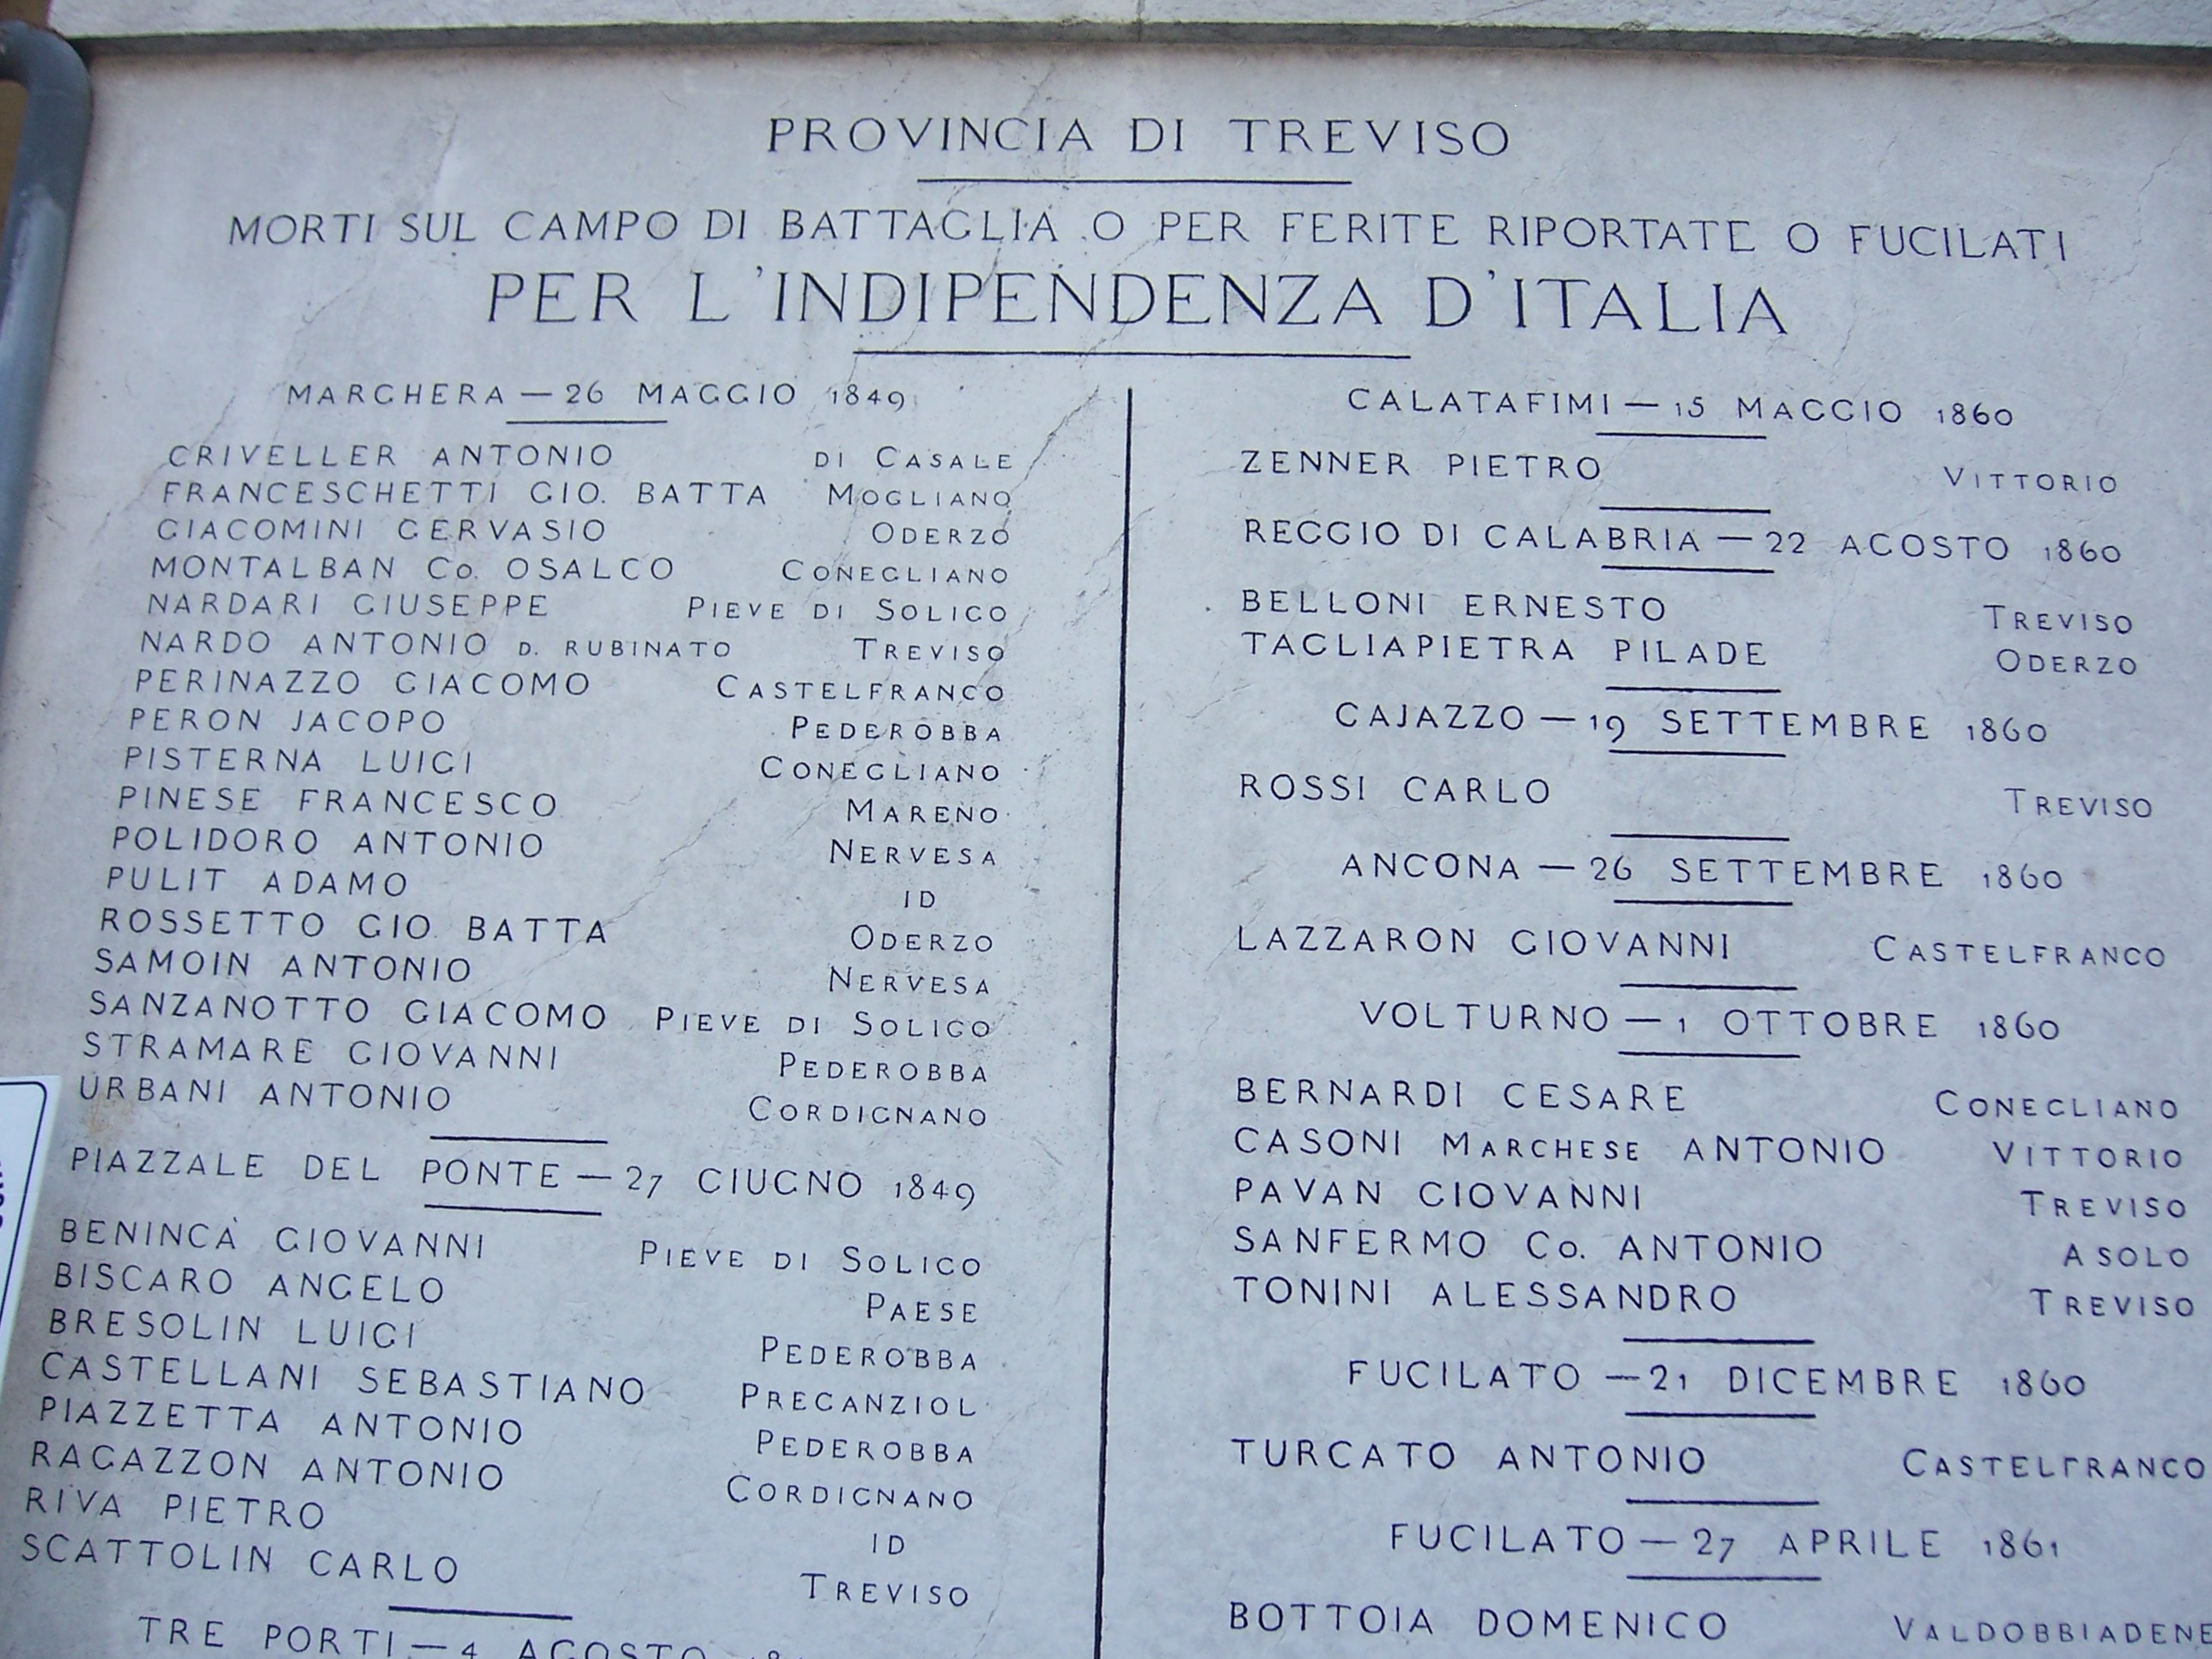 PROVINCIA DI TREVISO
MORTI SUL CAMPO DI BATTAGLIA O PER FERITE RIPORTATE O FUCILATI
PER L'INDIPENDENZA D'ITALIA
MARGHERA — 26 MAGGIO 1849
CRIVELLER ANTONIO DI CASALE
FRANCESCHETTI GIO. BATTA MOGLIANO
GIACOMINI GERVASIO ODERZO
MONTALBAN Co. OSALCO CONEGLIANO
NARDARI GIUSEPPE PIEVE DI SOLIGO
NARDO ANTONIO D. RUBINATO TREVISO
PERINAZZO GIACOMO CASTELFRANCO
PERON JACOPO PEDEROBBA
PISTERNA LUIGI CONEGLIANO
PINESE FRANCESCO MARENO
POLIDORO ANTONIO NERVESA
PULIT ADAMO ID
ROSSETTO GIO. BATTA ODERZO
SAMOIN ANTONIO NERVESA
SANZANOTTO GIACOMO PIEVE DI SOLIGO
STRAMARE GIOVANNI PEDEROBBA
URBANI ANTONIO CORDIGNANO
PIAZZALE DEL PONTE — 27 GIUGNO 1849
BENINCÀ GIOVANNI PIEVE DI SOLIGO
BISCARO ANGELO PAESE
BRESOLIN LUIGI PEDEROBBA
CASTELLANI SEBASTIANO PREGANZIOL
PIAZZETTA ANTONIO PEDEROBBA
RAGAZZON ANTONIO CORDIGNANO
RIVA PIETRO ID
SCATTOLIN CARLO TREVISO
TRE PORTI — 4 AGOSTO
CALATAFIMI — 15 MAGGIO 1860
ZENNER PIETRO VITTORIO
REGGIO DI CALABRIA — 22 AGOSTO 1860
BELLONI ERNESTO TREVISO
TAGLIAPIETRA PILADE ODERZO
CAJAZZO — 19 SETTEMBRE 1860
ROSSI CARLO TREVISO
ANCONA — 26 SETTEMBRE 1860
LAZZARON GIOVANNI CASTELFRANCO
VOLTURNO — 1 OTTOBRE 1860
BERNARDI CESARE CONEGLIANO
CASONI MARCHESE ANTONIO VITTORIO
PAVAN GIOVANNI TREVISO
SANFERMO Co. ANTONIO ASOLO
TONINI ALESSANDRO TREVISO
FUCILATO — 21 DICEMBRE 1860
TURCATO ANTONIO CASTELFRANCO
FUCILATO — 27 APRILE 1861
BOTTOIA DOMENICO VALDOBBIADENE